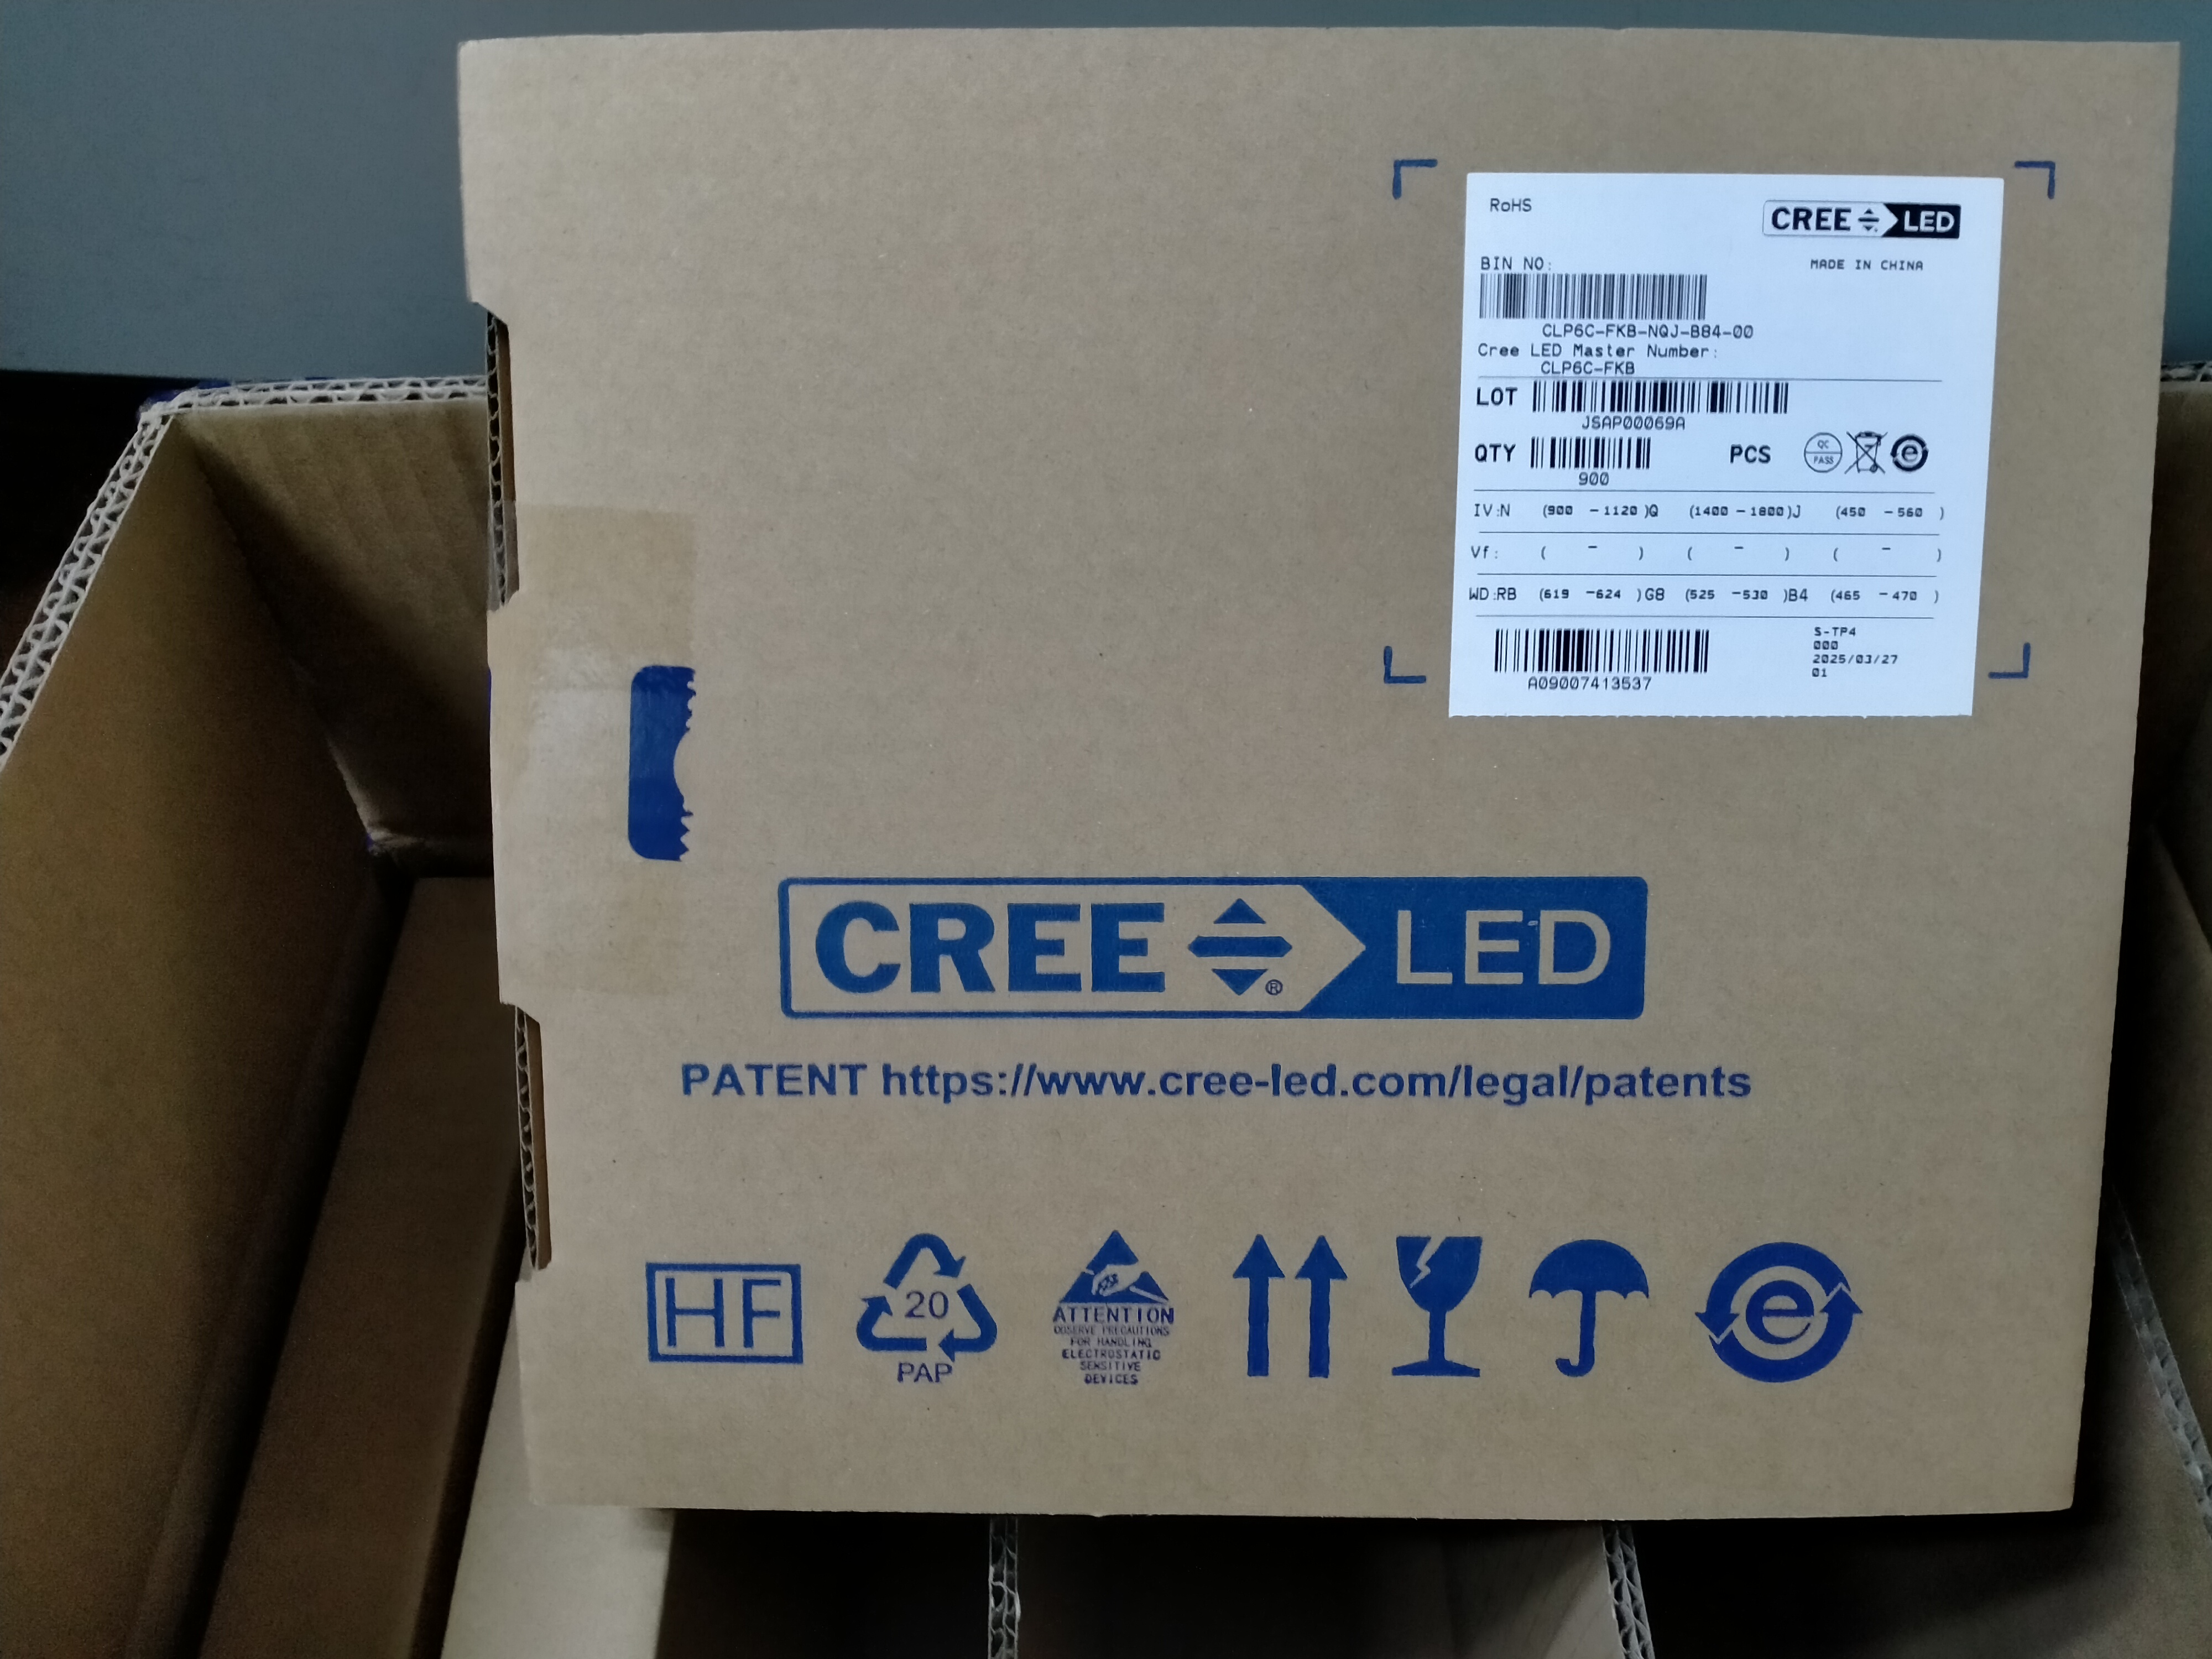 RoHS
CREE LED
BIN NO:
MADE IN CHINA
CLP6C-FKB-NQJ-B84-00
Cree LED Master Number:
CLP6C-FKB
LOT
JSAP00069A
QTY
PCS
QC
PASS
e
900
IV:N (900 -1120 )Q (1400 -1800)J (450 -560 )
Vf: ( - ) ( - ) ( - )
WD:RB (619 -624 )G8 (525 -530 )B4 (465 -470 )
S-TP4
000
2025/03/27
01
A09007413537
CREE ® LED
PATENT https://www.cree-led.com/legal/patents
HF
20
PAP
ATTENTION
OBSERVE PRECAUTIONS
FOR HANDLING
ELECTROSTATIC
SENSITIVE
DEVICES
e